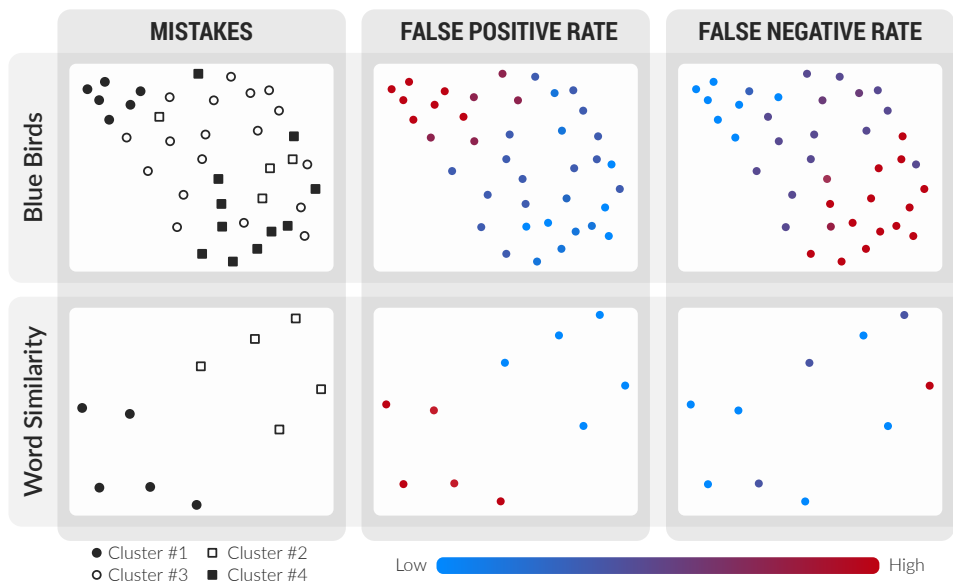 MISTAKES
FALSE POSITIVE RATE
FALSE NEGATIVE RATE
Blue Birds
Word Similarity
Cluster #1
Cluster #2
Cluster #3
Cluster #4
Low
High